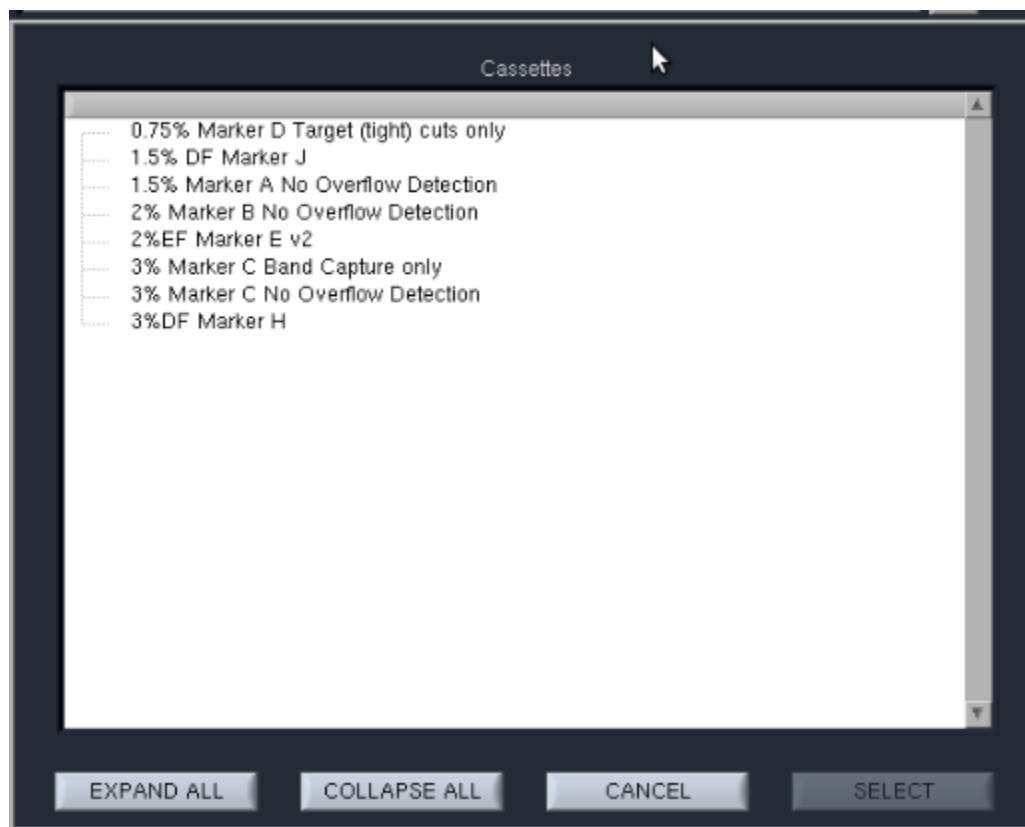 Cassettes
0.75% Marker D Target (tight) cuts only
1.5% DF Marker J
1.5% Marker A No Overflow Detection
2% Marker B No Overflow Detection
2%EF Marker E v2
3% Marker C Band Capture only
3% Marker C No Overflow Detection
3%DF Marker H
EXPAND ALL COLLAPSE ALL CANCEL SELECT